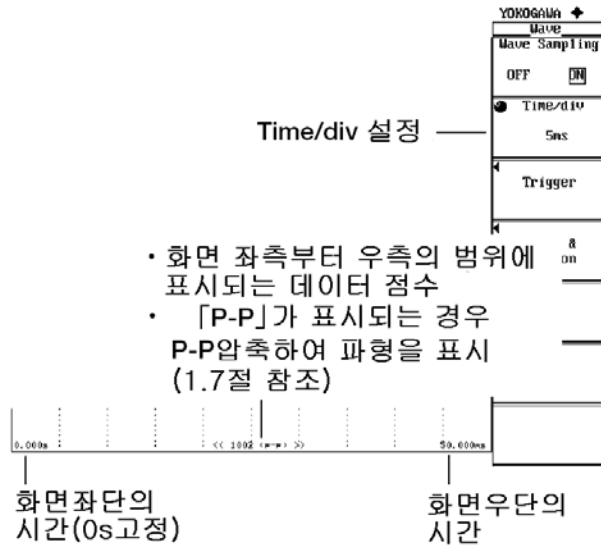 YOKOGAWA
Wave
Wave Sampling
OFF ON
Time/div
5ms
Time/div 설정
Trigger
&
on
・화면 좌측부터 우측의 범위에
표시되는 데이터 점수
・ 「P-P」가 표시되는 경우
P-P압축하여 파형을 표시
(1.7절 참조)
0.000s << 1002 (p-p) >> 50.000ms
화면좌단의
시간(0s고정)
화면우단의
시간